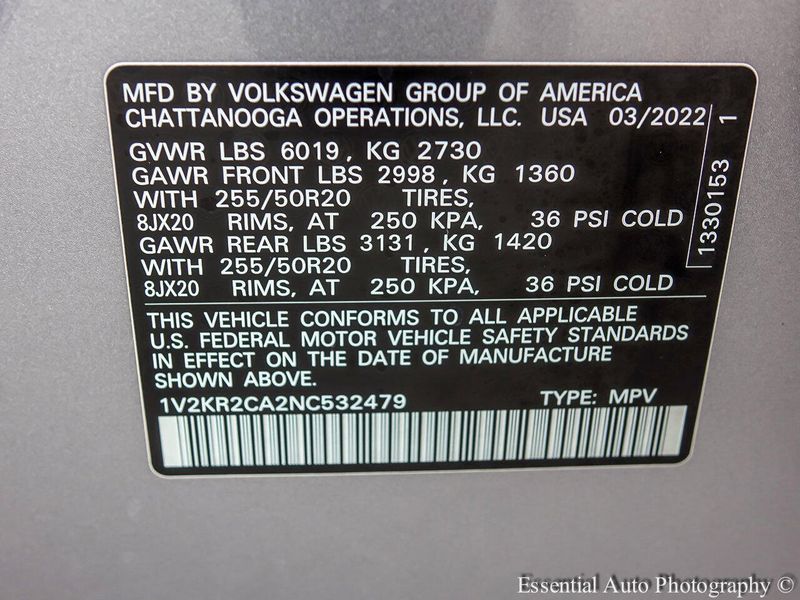 MFD BY VOLKSWAGEN GROUP OF AMERICA
CHATTANOOGA OPERATIONS, LLC. USA 03/2022
GVWR LBS 6019, KG 2730
GAWR FRONT LBS 2998, KG 1360
WITH 255/50R20 TIRES,
8JX20 RIMS, AT 250 KPA, 36 PSI COLD
GAWR REAR LBS 3131, KG 1420
WITH 255/50R20 TIRES,
8JX20 RIMS, AT 250 KPA, 36 PSI COLD
1330153 1
THIS VEHICLE CONFORMS TO ALL APPLICABLE
U.S. FEDERAL MOTOR VEHICLE SAFETY STANDARDS
IN EFFECT ON THE DATE OF MANUFACTURE
SHOWN ABOVE.
1V2KR2CA2NC532479 TYPE: MPV
Essential Auto Photography ©